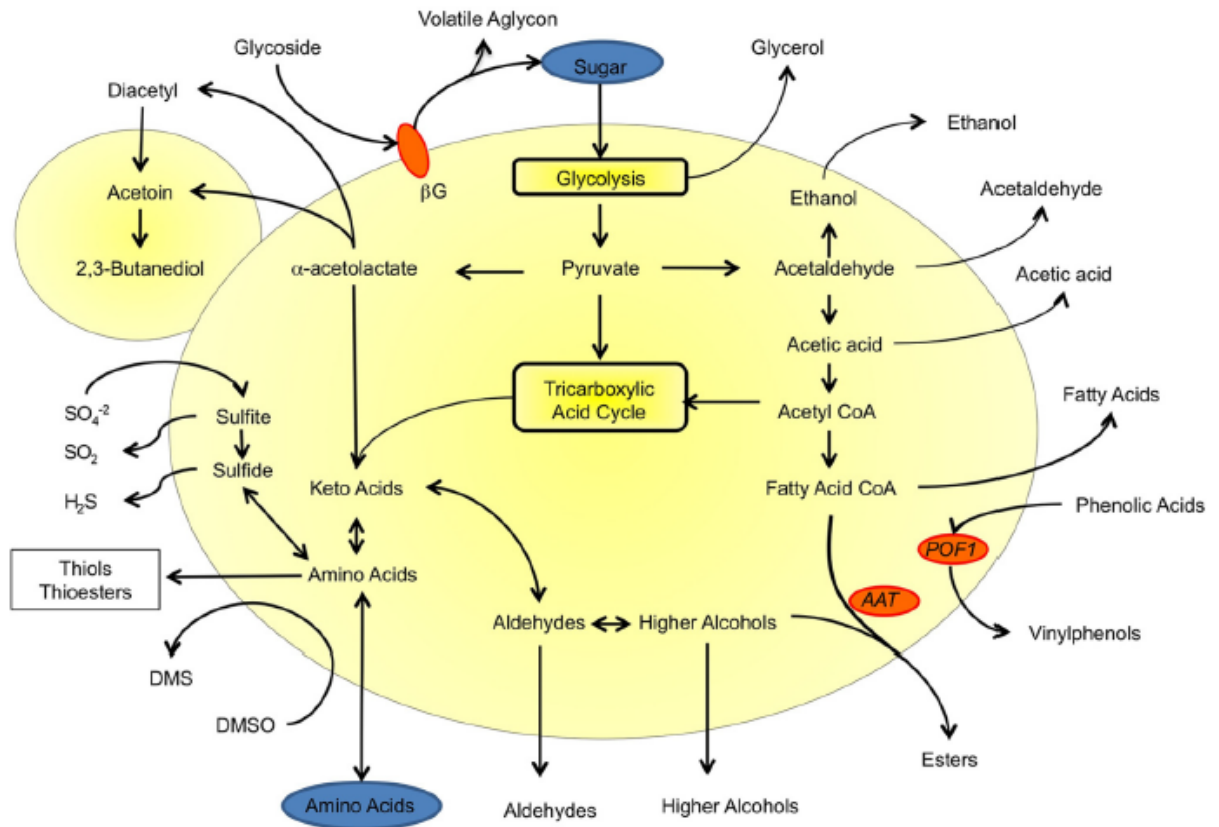 Volatile Aglycon
Glycoside
Sugar
Glycerol
Diacetyl
Ethanol
Glycolysis
Acetoin
βG
Ethanol
Acetaldehyde
2,3-Butanediol
α-acetolactate
Pyruvate
Acetaldehyde
Acetic acid
Acetic acid
Tricarboxylic
Acid Cycle
Fatty Acids
SO₄⁻²
Sulfite
Acetyl CoA
SO₂
Sulfide
Keto Acids
Fatty Acid CoA
H₂S
Phenolic Acids
POF1
Thiols
Thioesters
Amino Acids
AAT
Aldehydes
Higher Alcohols
Vinylphenols
DMS
DMSO
Esters
Amino Acids
Aldehydes
Higher Alcohols